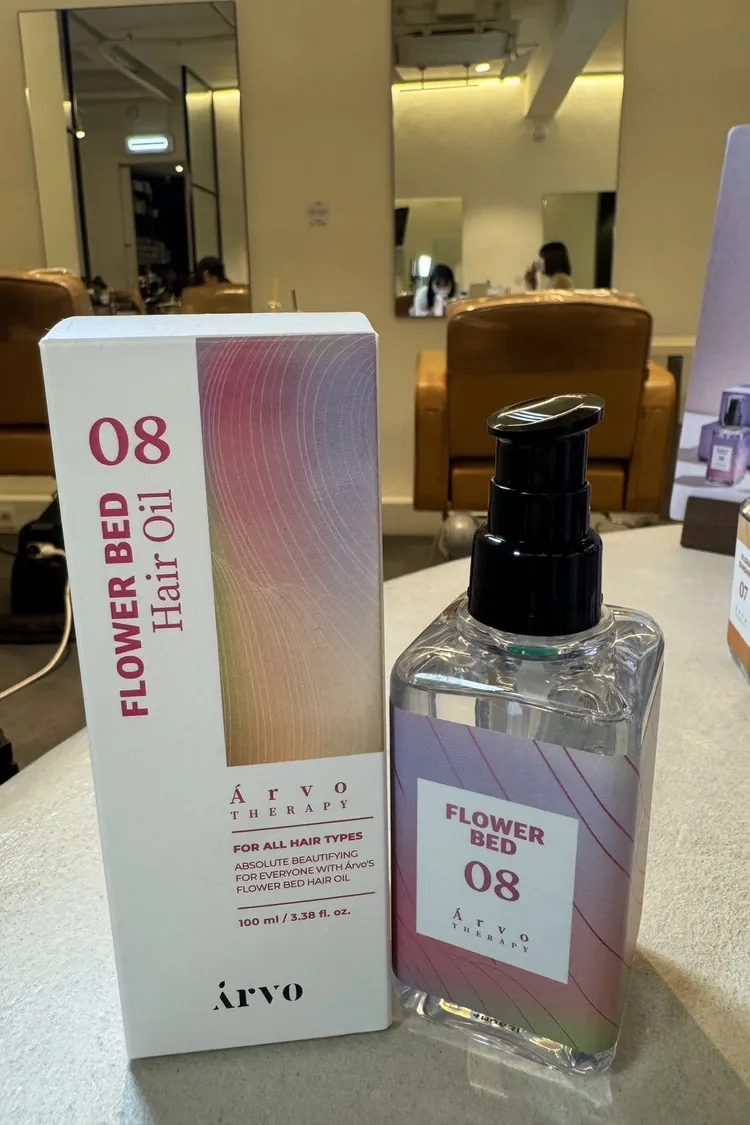 08
FLOWER BED
Hair Oil
Árvo
THERAPY
FOR ALL HAIR TYPES
ABSOLUTE BEAUTIFYING
FOR EVERYONE WITH Árvo'S
FLOWER BED HAIR OIL
100 ml / 3.38 fl. oz.
Árvo
FLOWER
BED
08
Árvo
THERAPY
07